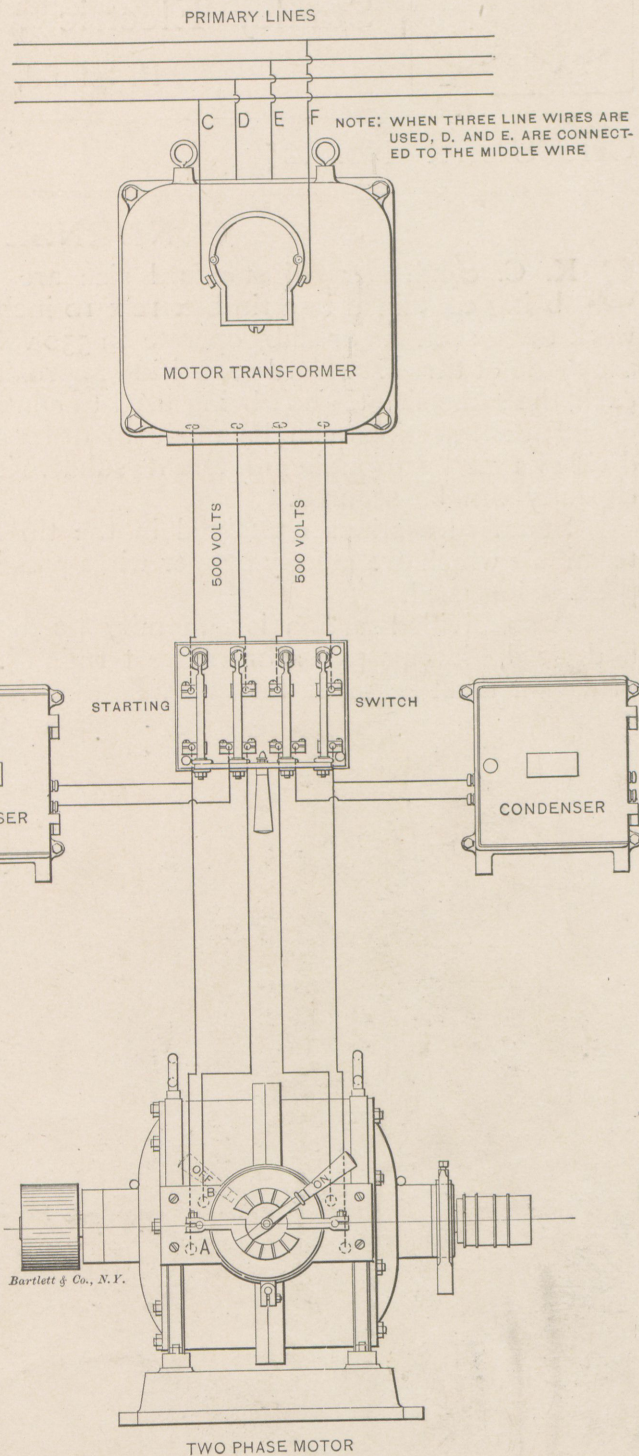 PRIMARY LINES
C D E F
NOTE: WHEN THREE LINE WIRES ARE
USED, D. AND E. ARE CONNECT-
ED TO THE MIDDLE WIRE
MOTOR TRANSFORMER
500 VOLTS
500 VOLTS
STARTING
SWITCH
SER
CONDENSER
OFF
ON
B
A
Bartlett & Co., N.Y.
TWO PHASE MOTOR